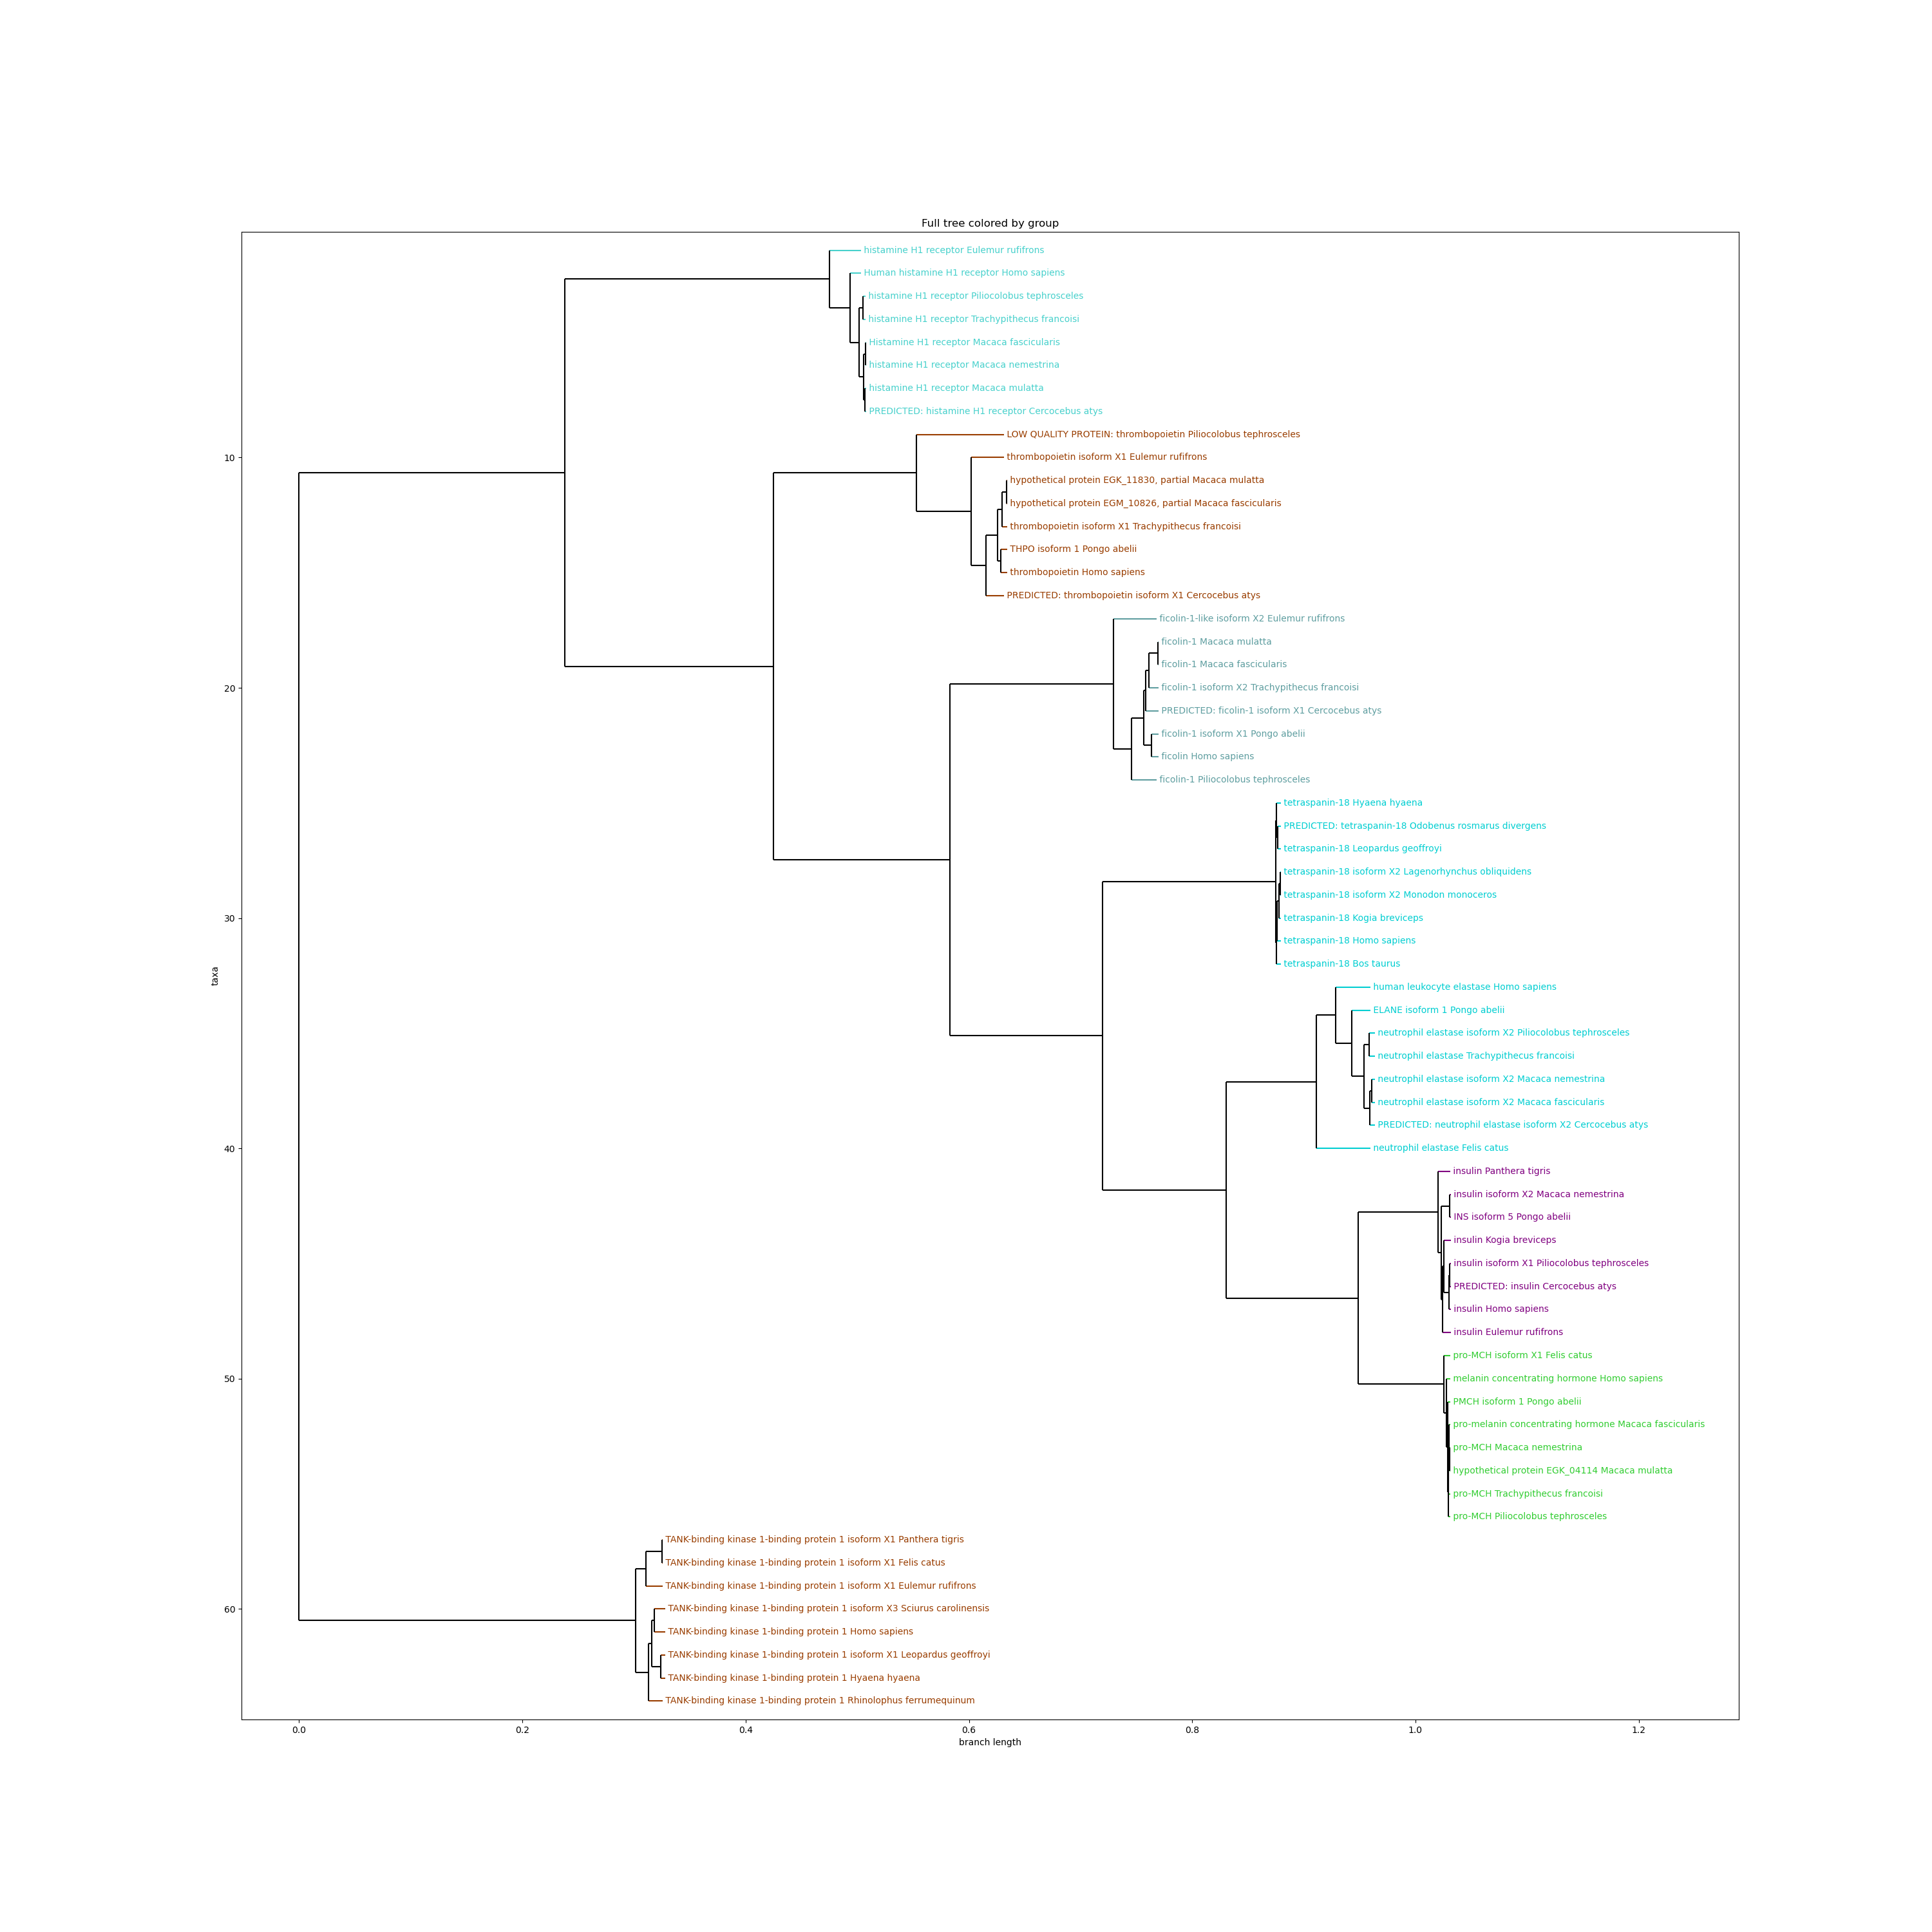 Full tree colored by group
histamine H1 receptor Eulemur rufifrons
Human histamine H1 receptor Homo sapiens
histamine H1 receptor Piliocolobus tephrosceles
histamine H1 receptor Trachypithecus francoisi
Histamine H1 receptor Macaca fascicularis
histamine H1 receptor Macaca nemestrina
histamine H1 receptor Macaca mulatta
PREDICTED: histamine H1 receptor Cercocebus atys
LOW QUALITY PROTEIN: thrombopoietin Piliocolobus tephrosceles
10
thrombopoietin isoform X1 Eulemur rufifrons
hypothetical protein EGK_11830, partial Macaca mulatta
hypothetical protein EGM_10826, partial Macaca fascicularis
thrombopoietin isoform X1 Trachypithecus francoisi
THPO isoform 1 Pongo abelii
thrombopoietin Homo sapiens
PREDICTED: thrombopoietin isoform X1 Cercocebus atys
ficolin-1-like isoform X2 Eulemur rufifrons
ficolin-1 Macaca mulatta
ficolin-1 Macaca fascicularis
20
ficolin-1 isoform X2 Trachypithecus francoisi
PREDICTED: ficolin-1 isoform X1 Cercocebus atys
ficolin-1 isoform X1 Pongo abelii
ficolin Homo sapiens
ficolin-1 Piliocolobus tephrosceles
tetraspanin-18 Hyaena hyaena
PREDICTED: tetraspanin-18 Odobenus rosmarus divergens
tetraspanin-18 Leopardus geoffroyi
tetraspanin-18 isoform X2 Lagenorhynchus obliquidens
tetraspanin-18 isoform X2 Monodon monoceros
30
tetraspanin-18 Kogia breviceps
tetraspanin-18 Homo sapiens
tetraspanin-18 Bos taurus
taxa
human leukocyte elastase Homo sapiens
ELANE isoform 1 Pongo abelii
neutrophil elastase isoform X2 Piliocolobus tephrosceles
neutrophil elastase Trachypithecus francoisi
neutrophil elastase isoform X2 Macaca nemestrina
neutrophil elastase isoform X2 Macaca fascicularis
PREDICTED: neutrophil elastase isoform X2 Cercocebus atys
40
neutrophil elastase Felis catus
insulin Panthera tigris
insulin isoform X2 Macaca nemestrina
INS isoform 5 Pongo abelii
insulin Kogia breviceps
insulin isoform X1 Piliocolobus tephrosceles
PREDICTED: insulin Cercocebus atys
insulin Homo sapiens
insulin Eulemur rufifrons
pro-MCH isoform X1 Felis catus
50
melanin concentrating hormone Homo sapiens
PMCH isoform 1 Pongo abelii
pro-melanin concentrating hormone Macaca fascicularis
pro-MCH Macaca nemestrina
hypothetical protein EGK_04114 Macaca mulatta
pro-MCH Trachypithecus francoisi
pro-MCH Piliocolobus tephrosceles
TANK-binding kinase 1-binding protein 1 isoform X1 Panthera tigris
TANK-binding kinase 1-binding protein 1 isoform X1 Felis catus
TANK-binding kinase 1-binding protein 1 isoform X1 Eulemur rufifrons
60
TANK-binding kinase 1-binding protein 1 isoform X3 Sciurus carolinensis
TANK-binding kinase 1-binding protein 1 Homo sapiens
TANK-binding kinase 1-binding protein 1 isoform X1 Leopardus geoffroyi
TANK-binding kinase 1-binding protein 1 Hyaena hyaena
TANK-binding kinase 1-binding protein 1 Rhinolophus ferrumequinum
0.0 0.2 0.4 0.6 0.8 1.0 1.2
branch length